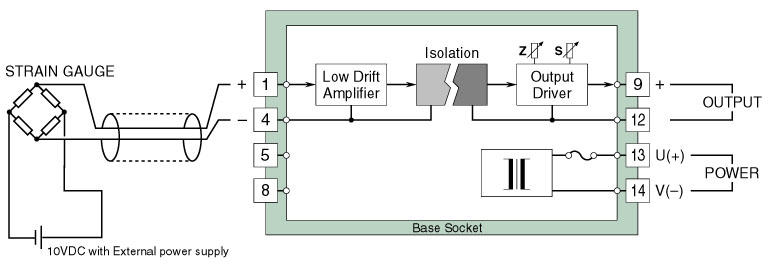 Isolation
Z
S
STRAIN GAUGE
+
1
Low Drift
Amplifier
Output
Driver
9
+
OUTPUT
−
4
12
5
13
U(+)
POWER
8
14
V(−)
Base Socket
10VDC with External power supply